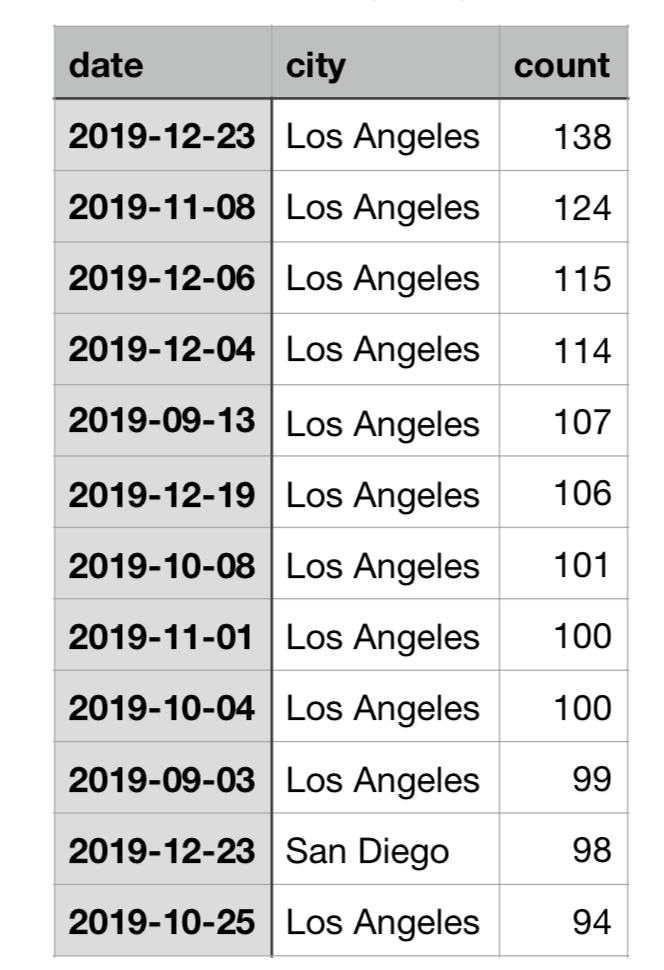 date city count
2019-12-23 Los Angeles 138
2019-11-08 Los Angeles 124
2019-12-06 Los Angeles 115
2019-12-04 Los Angeles 114
2019-09-13 Los Angeles 107
2019-12-19 Los Angeles 106
2019-10-08 Los Angeles 101
2019-11-01 Los Angeles 100
2019-10-04 Los Angeles 100
2019-09-03 Los Angeles 99
2019-12-23 San Diego 98
2019-10-25 Los Angeles 94